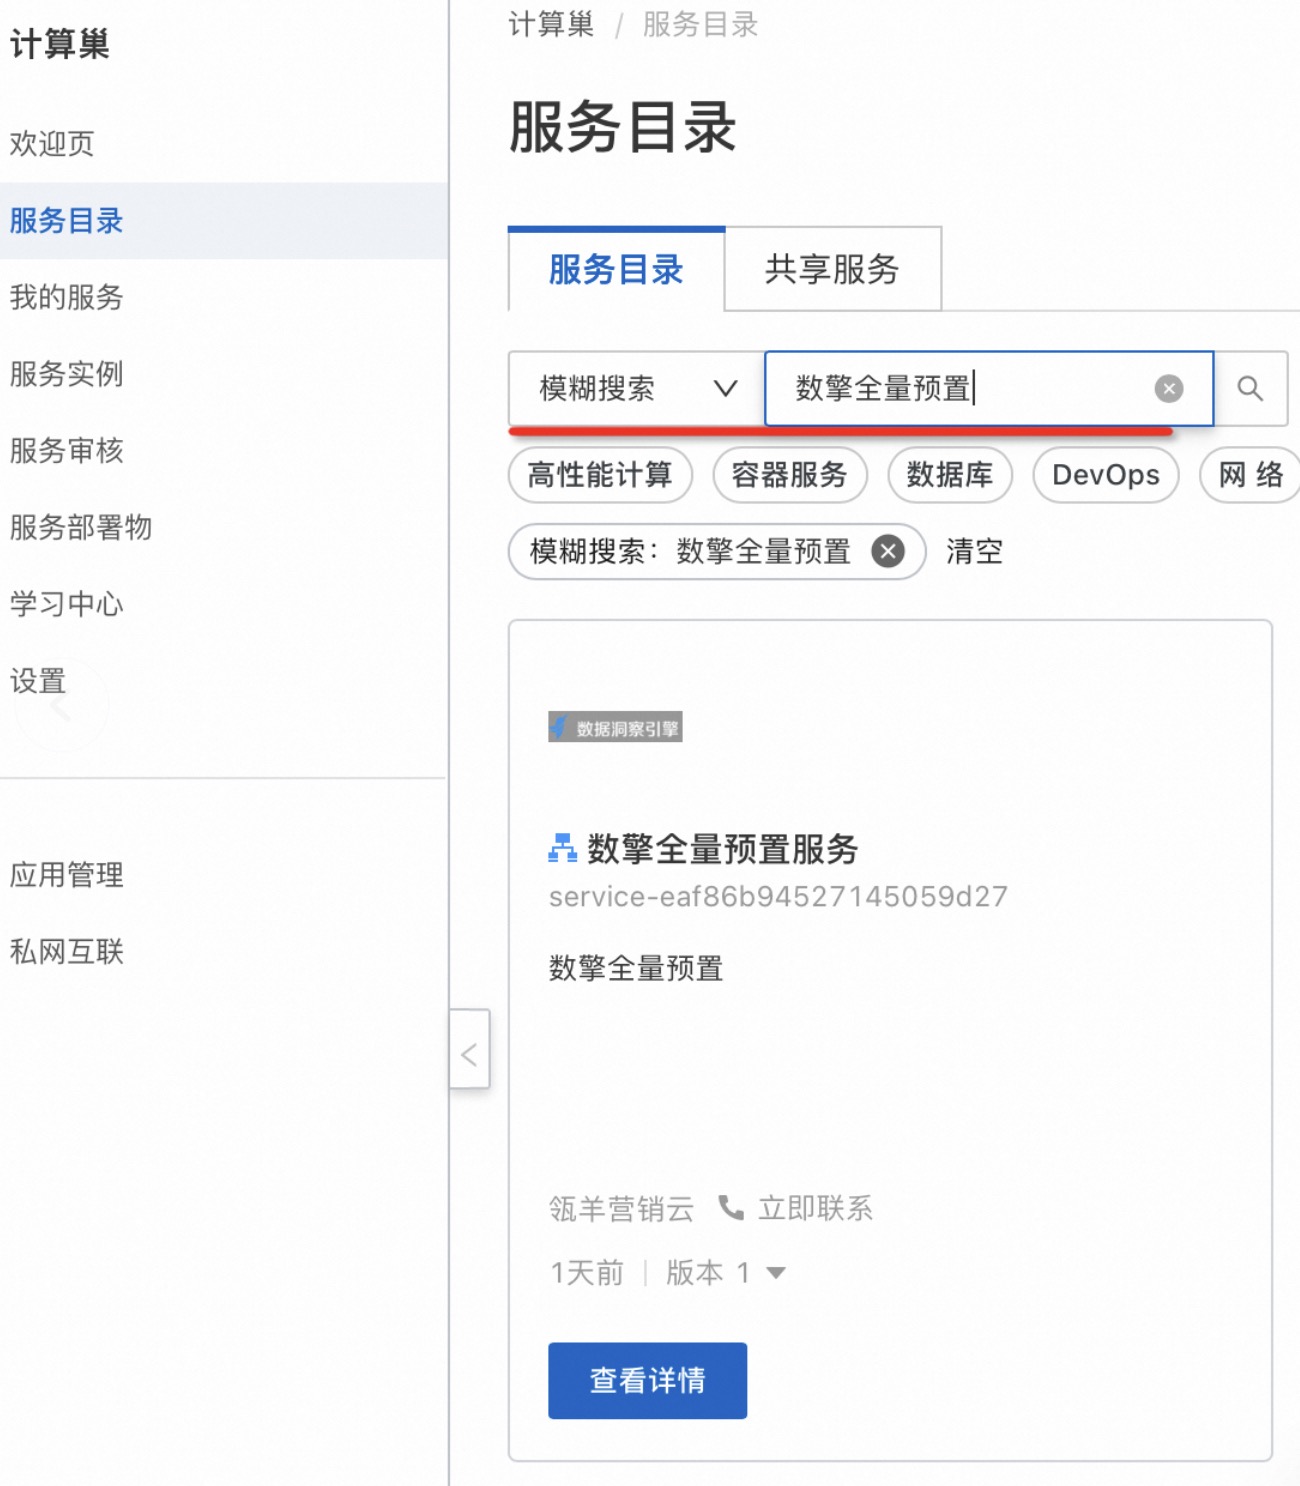 计算巢
欢迎页
服务目录
我的服务
服务实例
服务审核
服务部署物
学习中心
设置
应用管理
私网互联
计算巢 / 服务目录
服务目录
服务目录 共享服务
模糊搜索 数擎全量预置
高性能计算 容器服务 数据库 DevOps 网 络
模糊搜索：数擎全量预置 清空
数据洞察引擎
数擎全量预置服务
service-eaf86b94527145059d27
数擎全量预置
瓴羊营销云 立即联系
1天前 | 版本 1
查看详情